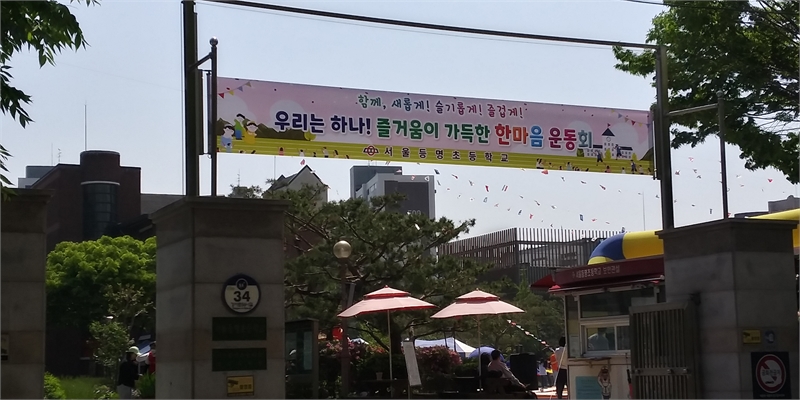 함께, 새롭게! 슬기롭게! 즐겁게!
우리는 하나! 즐거움이 가득한 한마음 운동회
서울등명초등학교
34